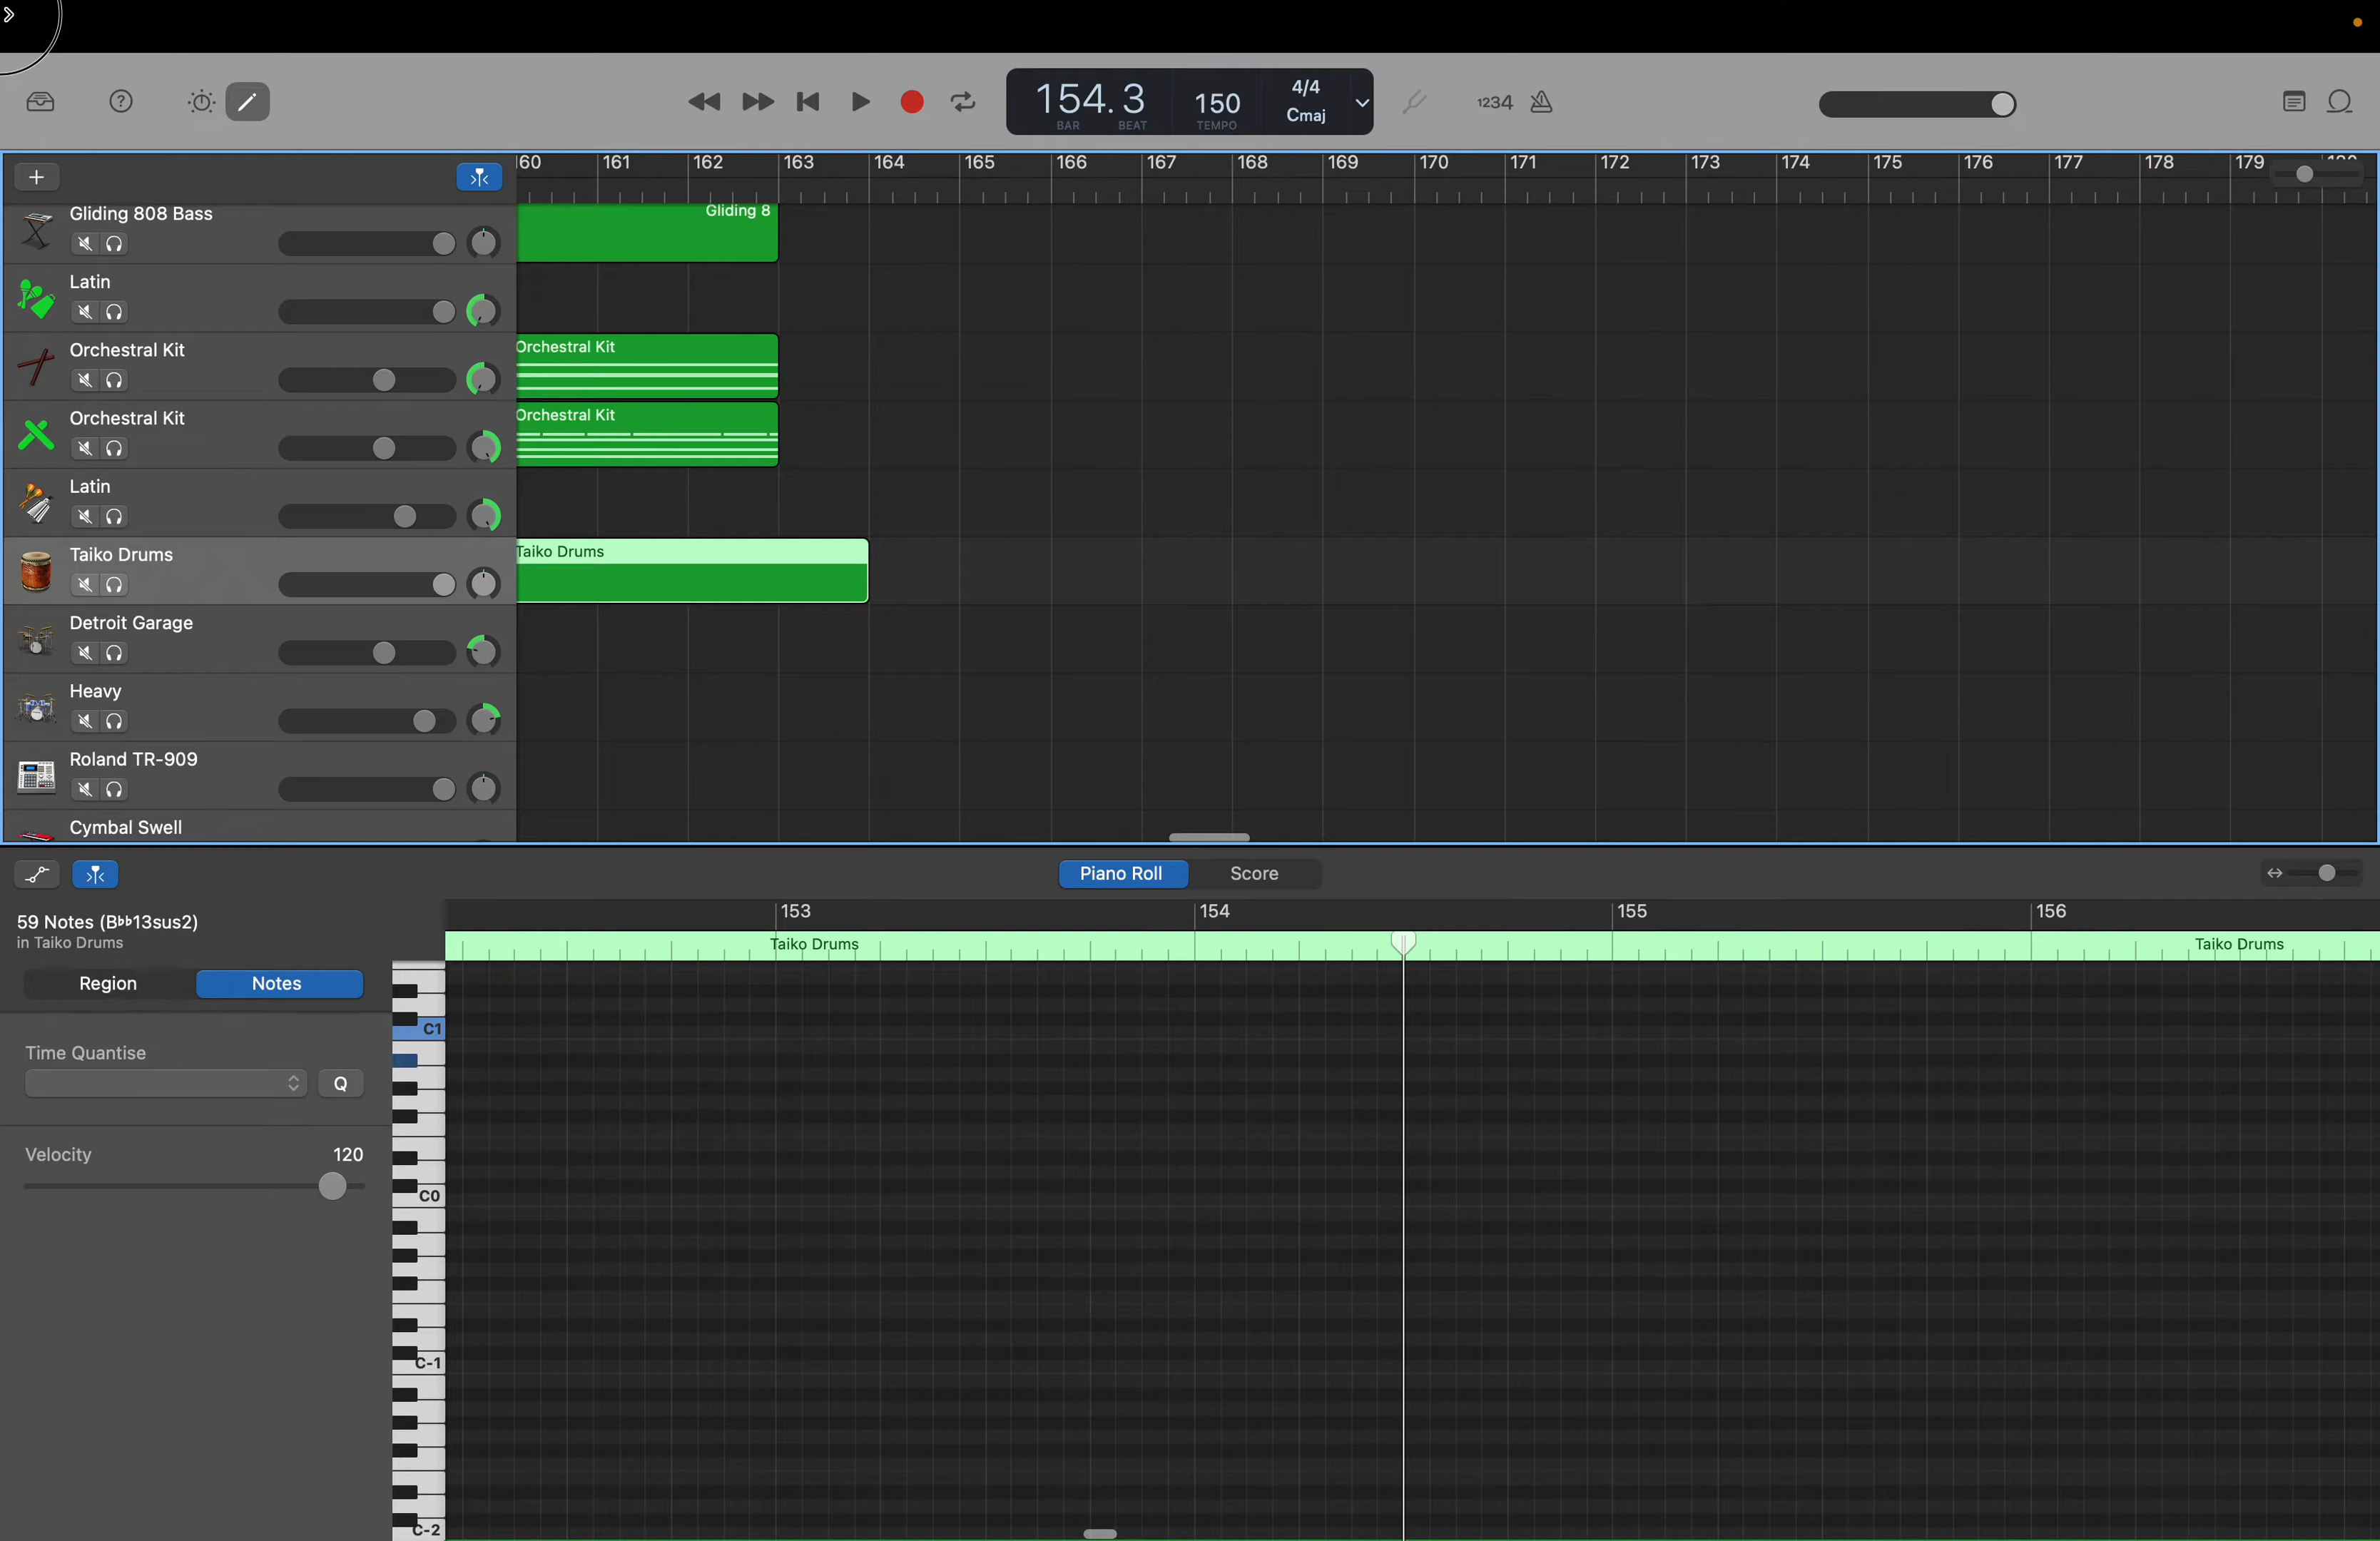 154.3
BAR BEAT
150
TEMPO
4/4
Cmaj
1234
160 161 162 163 164 165 166 167 168 169 170 171 172 173 174 175 176 177 178 179
Gliding 808 Bass
Gliding 8
Latin
Orchestral Kit
Orchestral Kit
Orchestral Kit
Orchestral Kit
Latin
Taiko Drums
Taiko Drums
Detroit Garage
Heavy
Roland TR-909
Cymbal Swell
Piano Roll Score
59 Notes (B𝄫13sus2)
in Taiko Drums
153 154 155 156
Taiko Drums Taiko Drums
Region Notes
Time Quantise
Q
Velocity 120
C1
C0
C-1
C-2